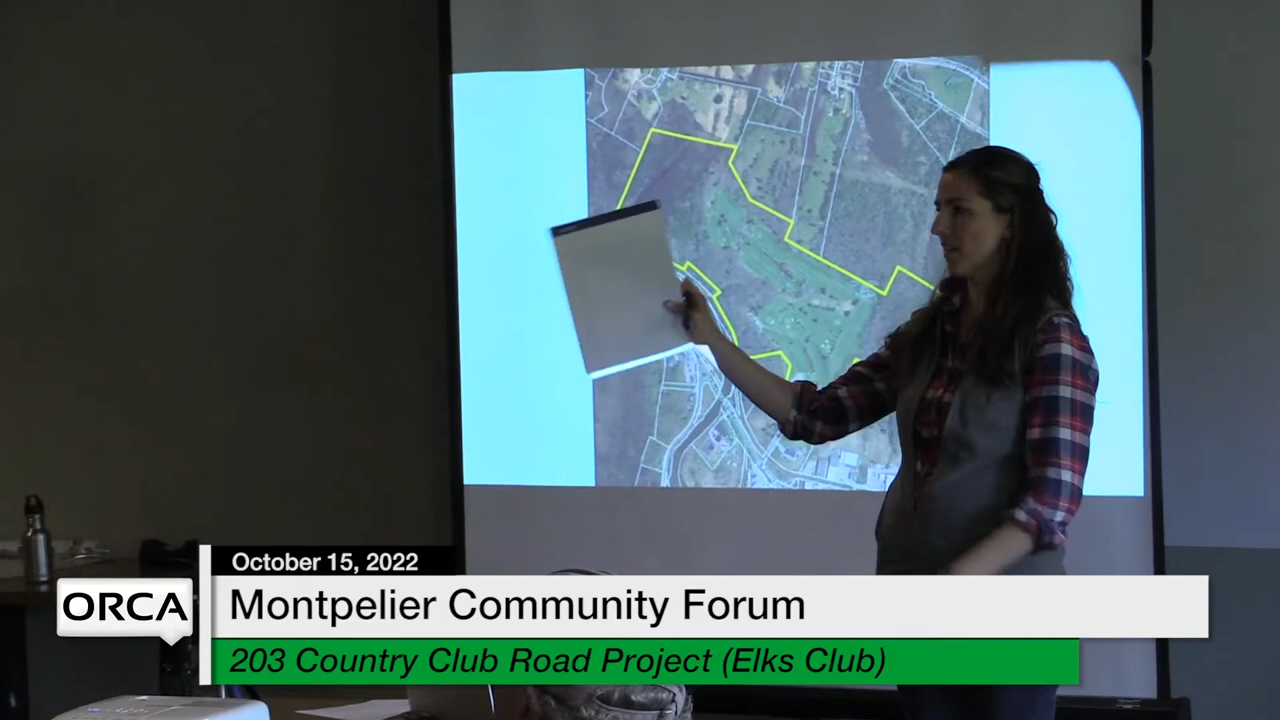 October 15, 2022
ORCA
Montpelier Community Forum
203 Country Club Road Project (Elks Club)